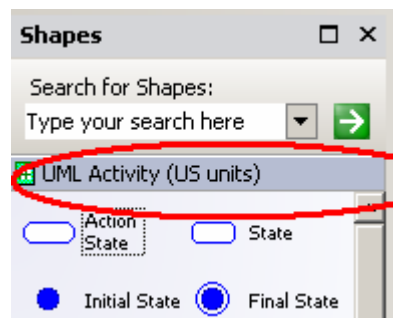 Shapes
Search for Shapes:
Type your search here
UML Activity (US units)
Action State
State
Initial State
Final State